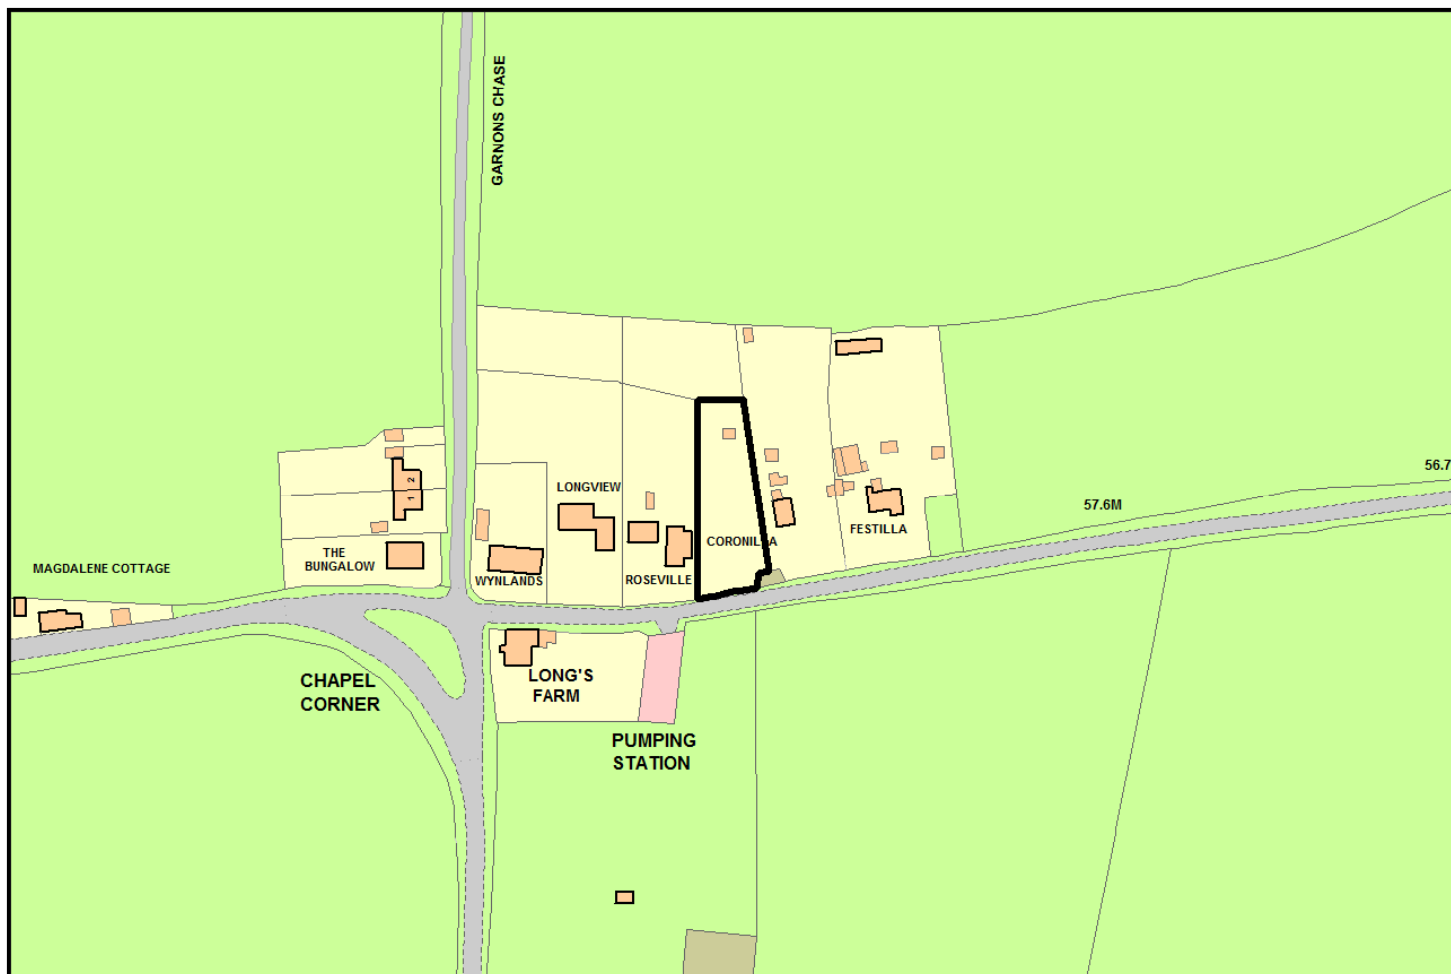 GARNONS CHASE
56.7
57.6M
LONGVIEW
FESTILLA
CORONILLA
2
1
THE
BUNGALOW
MAGDALENE COTTAGE
WYNLANDS
ROSEVILLE
CHAPEL
CORNER
LONG'S
FARM
PUMPING
STATION